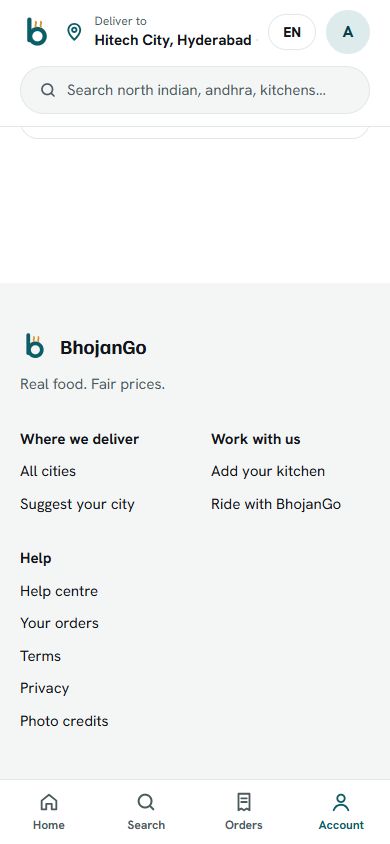 Deliver to
Hitech City, Hyderabad
EN
A
Search north indian, andhra, kitchens...
b
BhojanGo
Real food. Fair prices.
Where we deliver
All cities
Suggest your city
Work with us
Add your kitchen
Ride with BhojanGo
Help
Help centre
Your orders
Terms
Privacy
Photo credits
Home
Search
Orders
Account